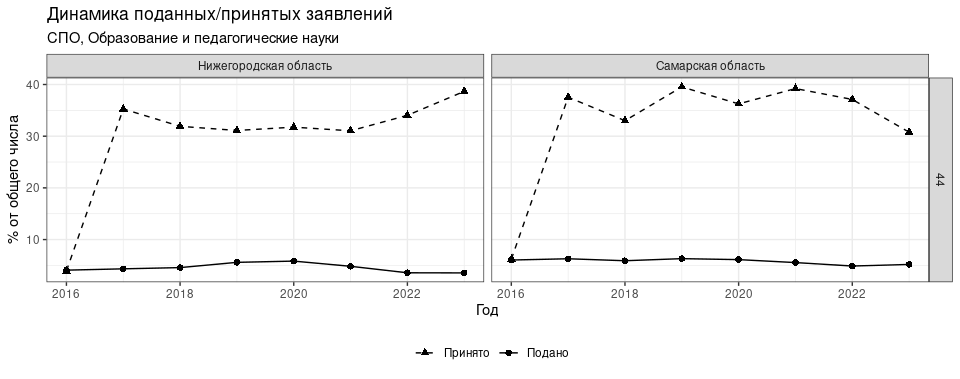 Динамика поданных/принятых заявлений
СПО, Образование и педагогические науки
Нижегородская область
Самарская область
% от общего числа
40
30
20
10
44
2016
2018
2020
2022
2016
2018
2020
2022
Год
Принято
Подано